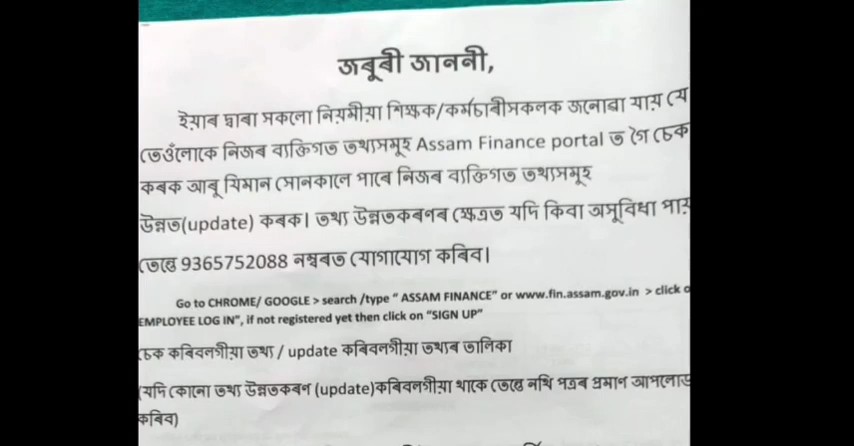 জৰুৰী জাননী,
ইয়াৰ দ্বাৰা সকলো নিয়মীয়া শিক্ষক/কৰ্মচাৰীসকলক জনোৱা যায় যে
তেওঁলোকে নিজৰ ব্যক্তিগত তথ্যসমূহ Assam Finance portal ত গৈ চেক
কৰক আৰু যিমান সোনকালে পাৰে নিজৰ ব্যক্তিগত তথ্যসমূহ
উন্নত(update) কৰক। তথ্য উন্নতকৰণৰ ক্ষেত্ৰত যদি কিবা অসুবিধা পায়
তেন্তে 9365752088 নম্বৰত যোগাযোগ কৰিব।
Go to CHROME/ GOOGLE > search /type " ASSAM FINANCE" or www.fin.assam.gov.in > click o
EMPLOYEE LOG IN", if not registered yet then click on "SIGN UP"
চেক কৰিবলগীয়া তথ্য / update কৰিবলগীয়া তথ্যৰ তালিকা
(যদি কোনো তথ্য উন্নতকৰণ (update)কৰিবলগীয়া থাকে তেন্তে নথি পত্ৰৰ প্ৰমাণ আপলোড
কৰিব)